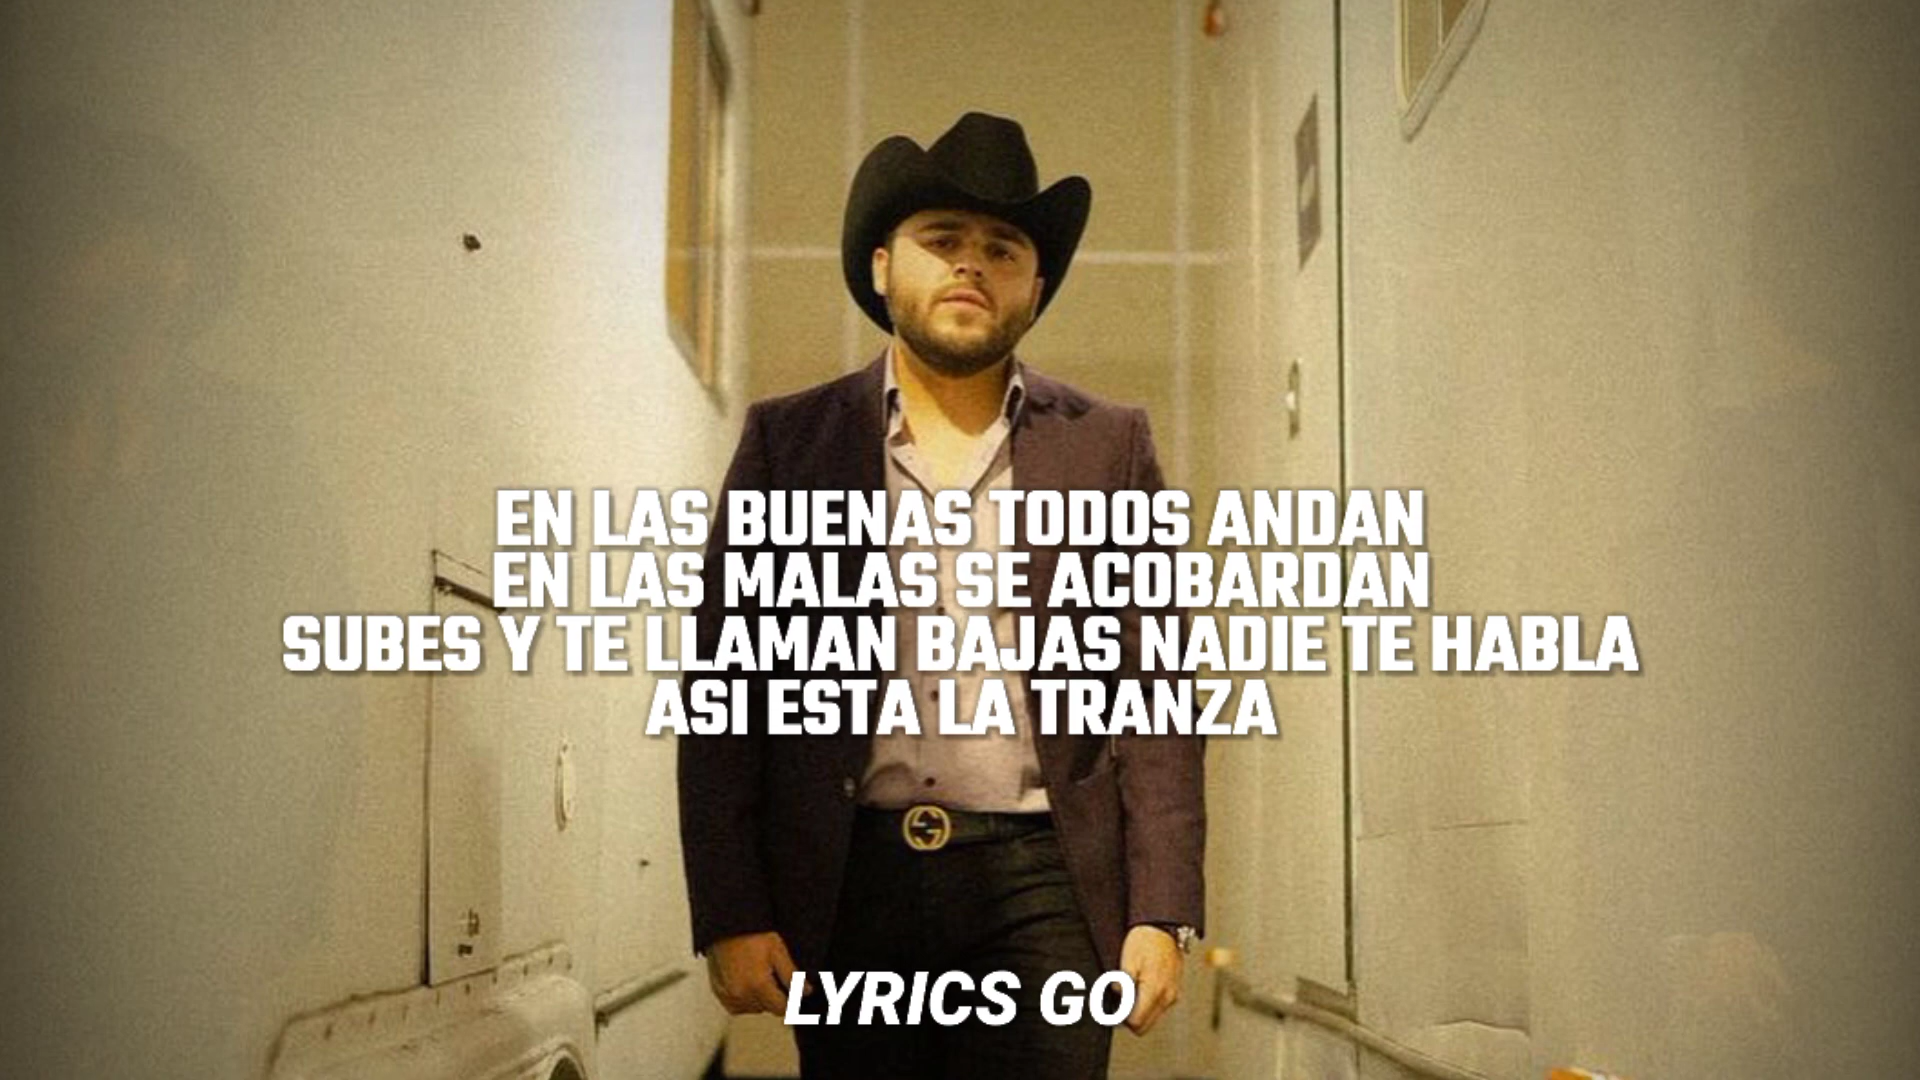 EN LAS BUENAS TODOS ANDAN
EN LAS MALAS SE ACOBARDAN
SUBES Y TE LLAMAN BAJAS NADIE TE HABLA
ASI ESTA LA TRANZA
LYRICS GO